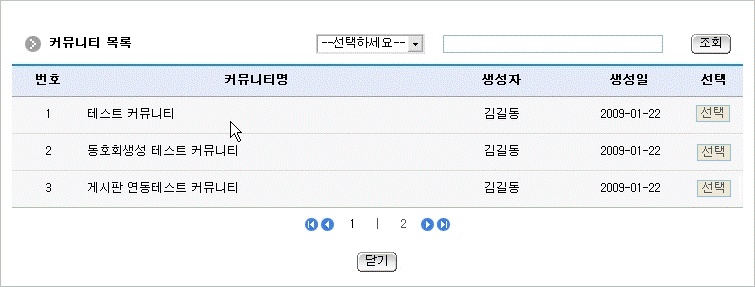 커뮤니티 목록 --선택하세요-- 조회
번호 커뮤니티명 생성자 생성일 선택
1 테스트 커뮤니티 김길동 2009-01-22 선택
2 동호회생성 테스트 커뮤니티 김길동 2009-01-22 선택
3 게시판 연동테스트 커뮤니티 김길동 2009-01-22 선택
1 | 2
닫기